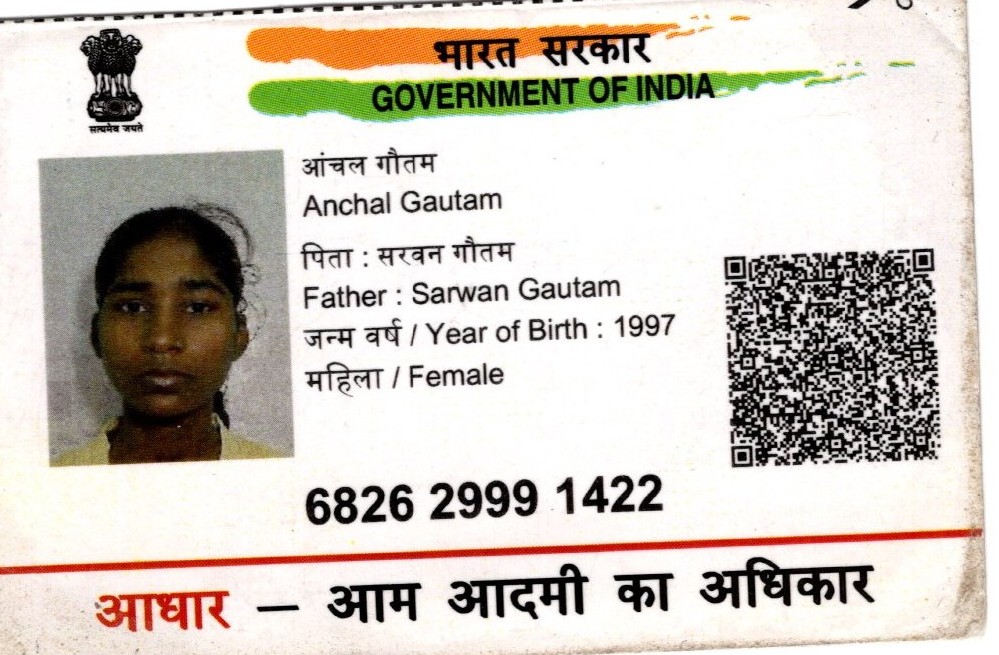 सत्यमेव जयते
भारत सरकार
GOVERNMENT OF INDIA
आंचल गौतम
Anchal Gautam
पिता : सरवन गौतम
Father : Sarwan Gautam
जन्म वर्ष / Year of Birth : 1997
महिला / Female
6826 2999 1422
आधार – आम आदमी का अधिकार